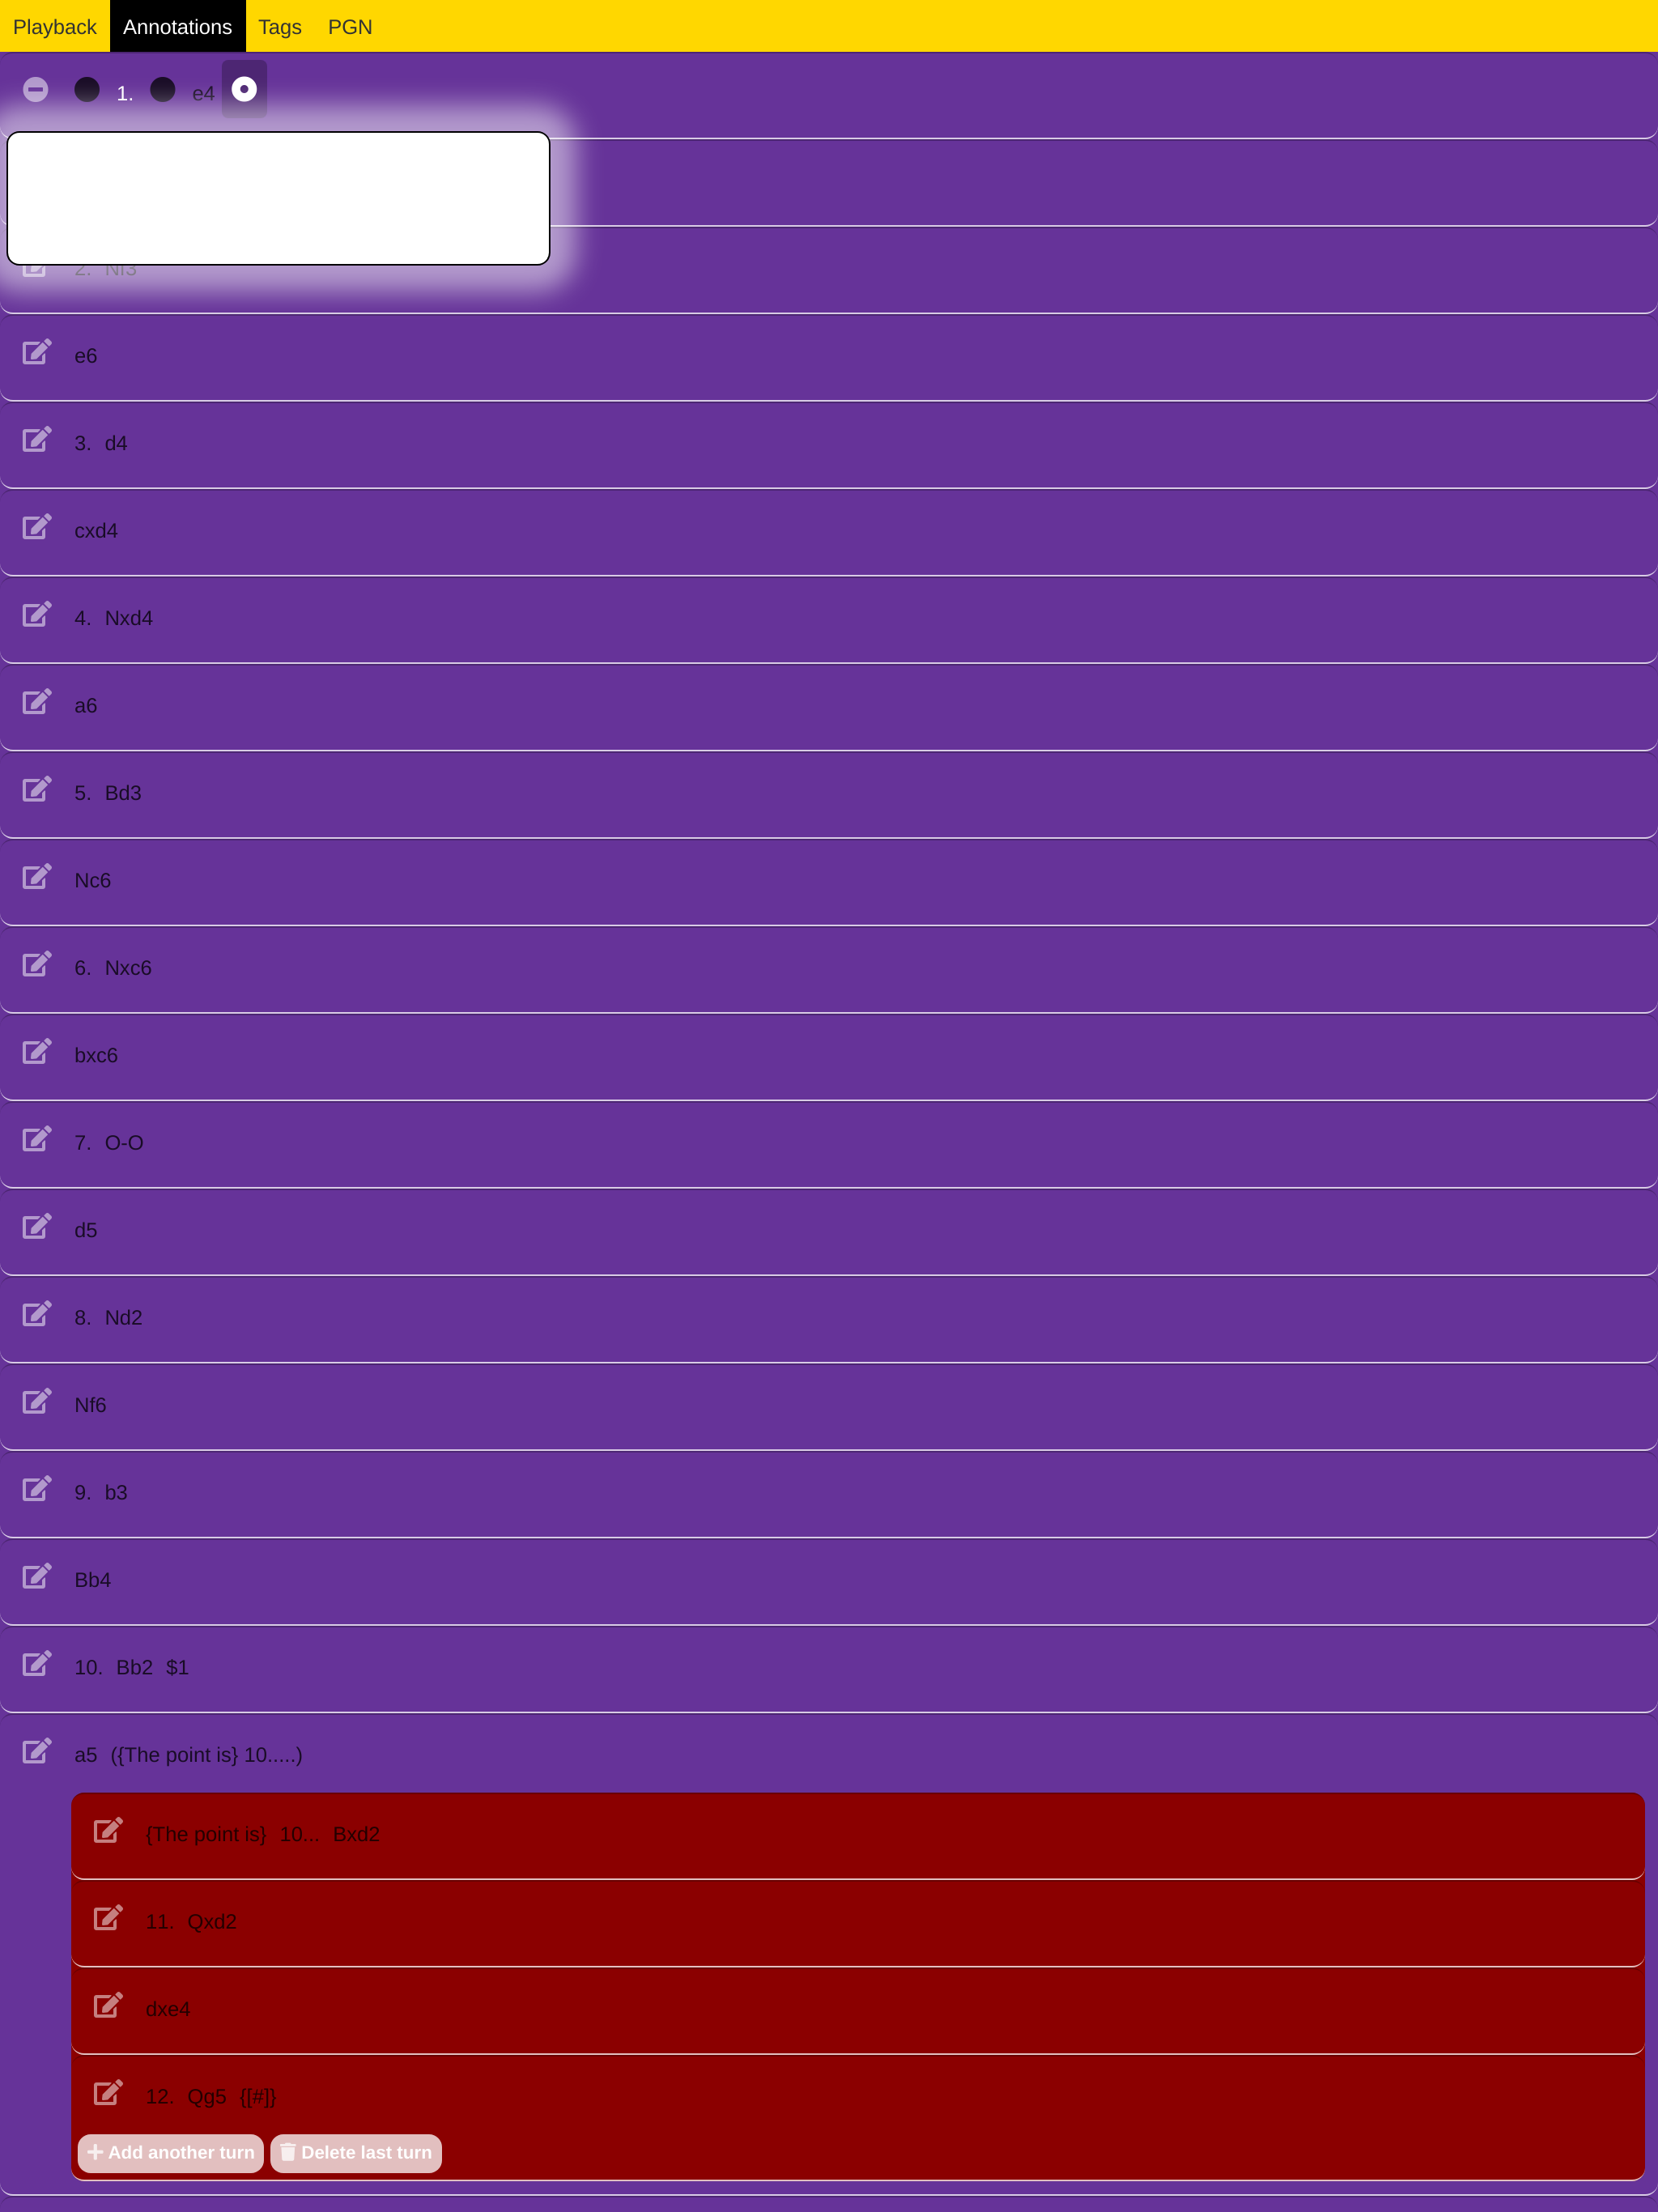 Playback Annotations Tags PGN
1. e4
2. Nf3
e6
3. d4
cxd4
4. Nxd4
a6
5. Bd3
Nc6
6. Nxc6
bxc6
7. O-O
d5
8. Nd2
Nf6
9. b3
Bb4
10. Bb2 $1
a5 ({The point is} 10.....)
{The point is} 10... Bxd2
11. Qxd2
dxe4
12. Qg5 {[#]}
Add another turn Delete last turn